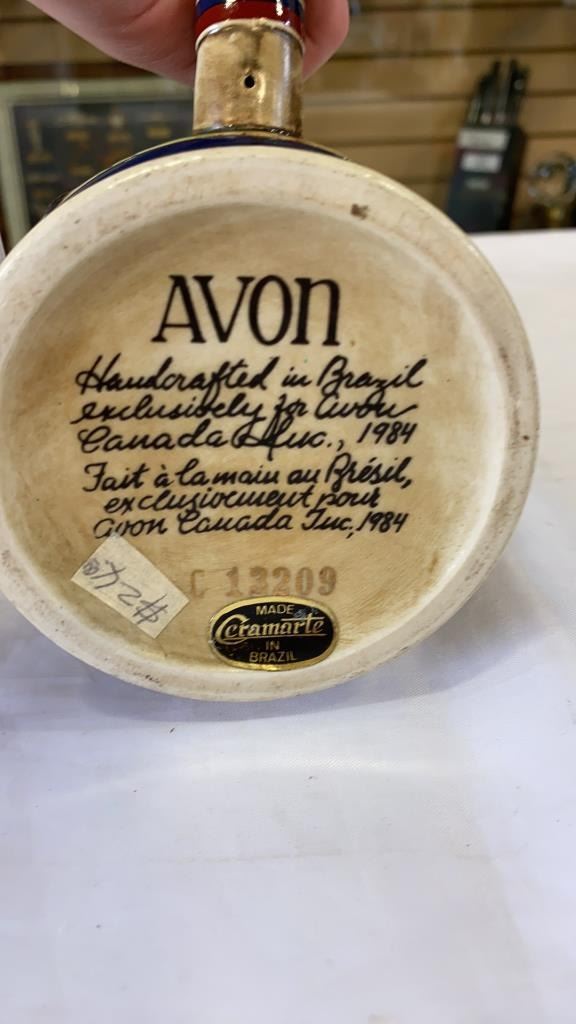 AVON
Handcrafted in Brazil
exclusively for Avon
Canada Inc., 1984
Fait à la main au Brésil,
exclusivement pour
Avon Canada Inc, 1984
C 13209
MADE
Ceramarte
IN
BRAZIL